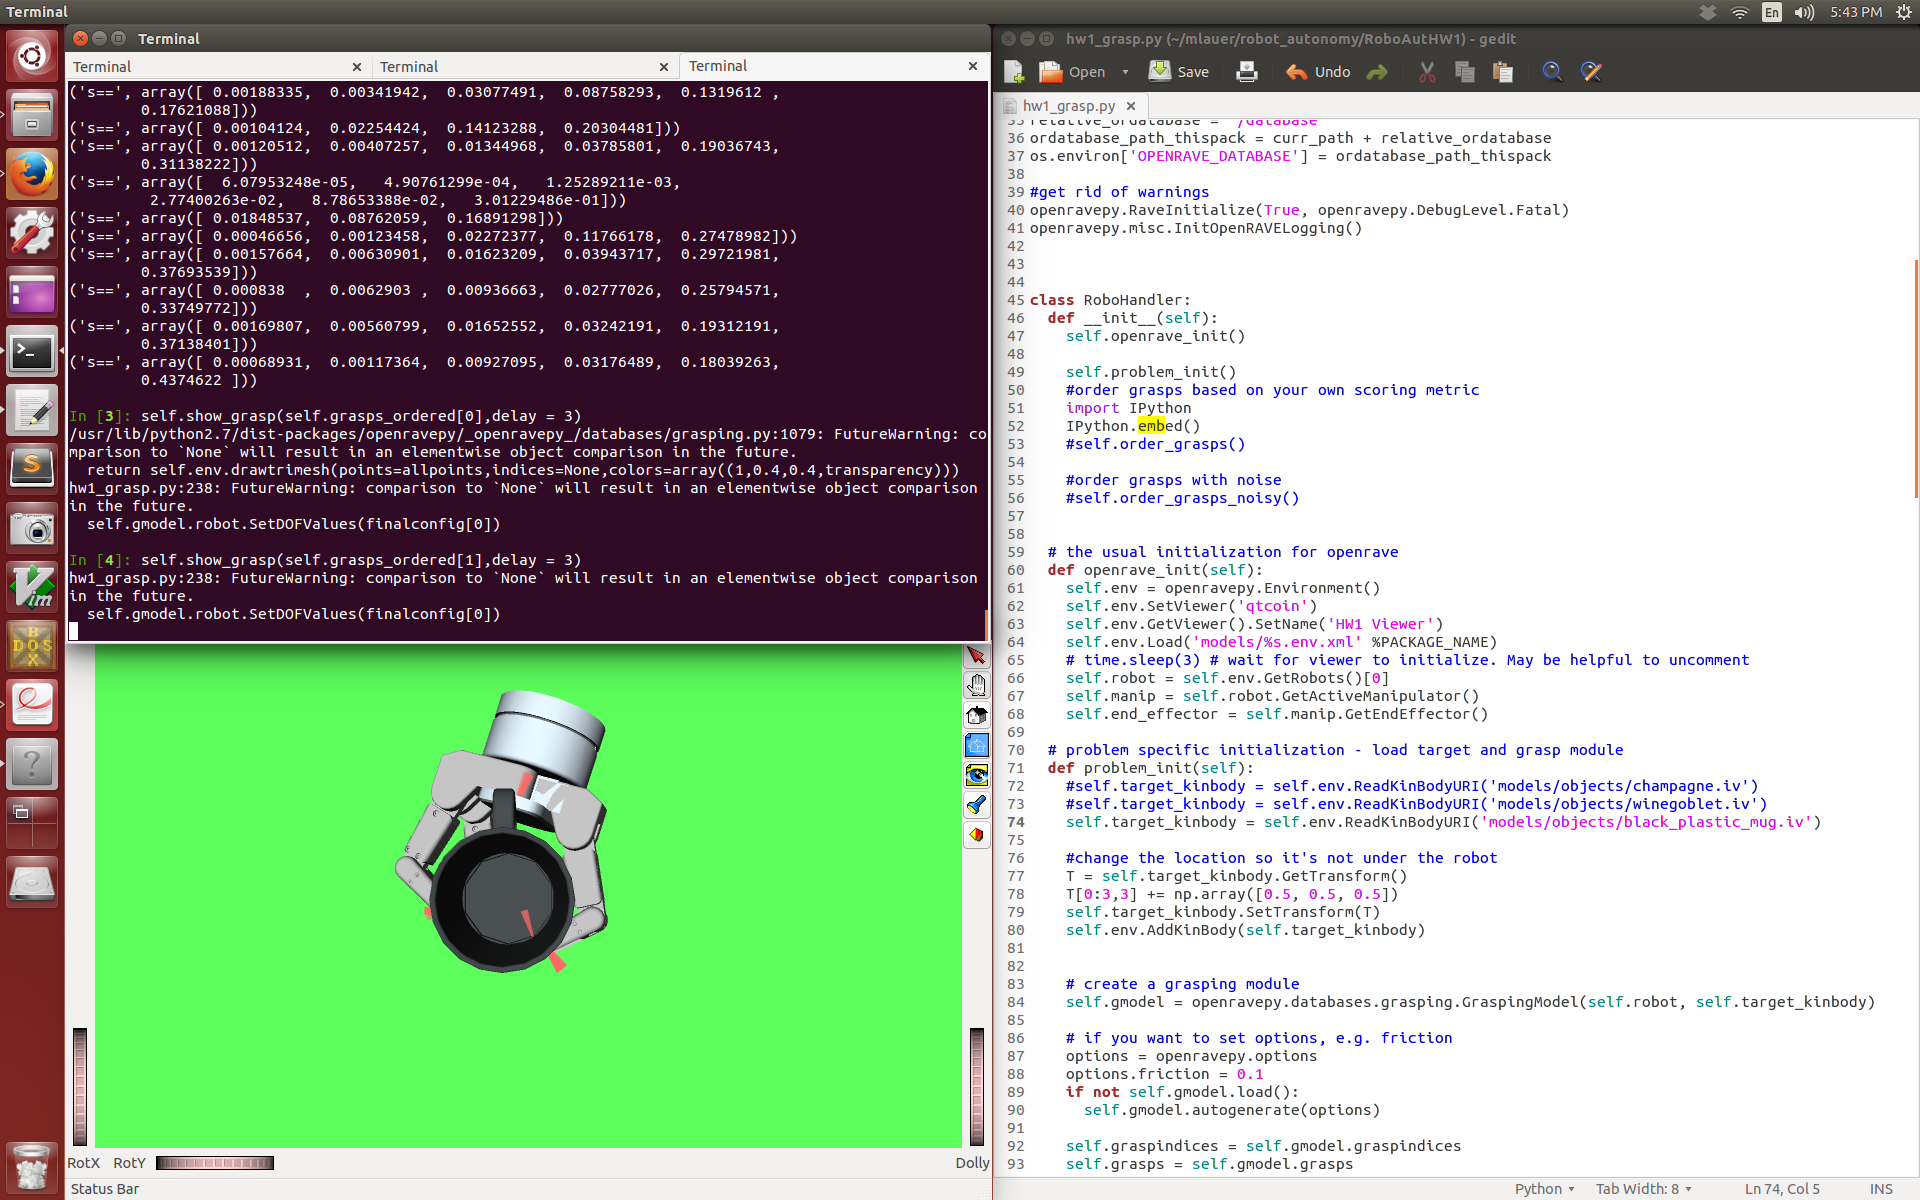 Terminal
En
5:43 PM
Terminal
Terminal
Terminal
Terminal
('s==', array([ 0.00188335,  0.00341942,  0.03077491,  0.08758293,  0.1319612 ,
        0.17621088]))
('s==', array([ 0.00104124,  0.02254424,  0.14123288,  0.20304481]))
('s==', array([ 0.00120512,  0.00407257,  0.01344968,  0.03785801,  0.19036743,
        0.31138222]))
('s==', array([  6.07953248e-05,   4.90761299e-04,   1.25289211e-03,
         2.77400263e-02,   8.78653388e-02,   3.01229486e-01]))
('s==', array([ 0.01848537,  0.08762059,  0.16891298]))
('s==', array([ 0.00046656,  0.00123458,  0.02272377,  0.11766178,  0.27478982]))
('s==', array([ 0.00157664,  0.00630901,  0.01623209,  0.03943717,  0.29721981,
        0.37693539]))
('s==', array([ 0.000838  ,  0.0062903 ,  0.00936663,  0.02777026,  0.25794571,
        0.33749772]))
('s==', array([ 0.00169807,  0.00560799,  0.01652552,  0.03242191,  0.19312191,
        0.37138401]))
('s==', array([ 0.00068931,  0.00117364,  0.00927095,  0.03176489,  0.18039263,
        0.4374622 ]))
In [3]: self.show_grasp(self.grasps_ordered[0],delay = 3)
/usr/lib/python2.7/dist-packages/openravepy/_openravepy_/databases/grasping.py:1079: FutureWarning: co
mparison to `None` will result in an elementwise object comparison in the future.
  return self.env.drawtrimesh(points=allpoints,indices=None,colors=array((1,0.4,0.4,transparency)))
hw1_grasp.py:238: FutureWarning: comparison to `None` will result in an elementwise object comparison
in the future.
  self.gmodel.robot.SetDOFValues(finalconfig[0])
In [4]: self.show_grasp(self.grasps_ordered[1],delay = 3)
hw1_grasp.py:238: FutureWarning: comparison to `None` will result in an elementwise object comparison
in the future.
  self.gmodel.robot.SetDOFValues(finalconfig[0])
RotX RotY
Dolly
Status Bar
hw1_grasp.py (~/mlauer/robot_autonomy/RoboAutHW1) - gedit
Open Save Undo
hw1_grasp.py
35 relative_ordatabase = '/database'
36 ordatabase_path_thispack = curr_path + relative_ordatabase
37 os.environ['OPENRAVE_DATABASE'] = ordatabase_path_thispack
38
39 #get rid of warnings
40 openravepy.RaveInitialize(True, openravepy.DebugLevel.Fatal)
41 openravepy.misc.InitOpenRAVELogging()
42
43
44
45 class RoboHandler:
46   def __init__(self):
47     self.openrave_init()
48
49     self.problem_init()
50     #order grasps based on your own scoring metric
51     import IPython
52     IPython.embed()
53     #self.order_grasps()
54
55     #order grasps with noise
56     #self.order_grasps_noisy()
57
58
59   # the usual initialization for openrave
60   def openrave_init(self):
61     self.env = openravepy.Environment()
62     self.env.SetViewer('qtcoin')
63     self.env.GetViewer().SetName('HW1 Viewer')
64     self.env.Load('models/%s.env.xml' %PACKAGE_NAME)
65     # time.sleep(3) # wait for viewer to initialize. May be helpful to uncomment
66     self.robot = self.env.GetRobots()[0]
67     self.manip = self.robot.GetActiveManipulator()
68     self.end_effector = self.manip.GetEndEffector()
69
70   # problem specific initialization - load target and grasp module
71   def problem_init(self):
72     #self.target_kinbody = self.env.ReadKinBodyURI('models/objects/champagne.iv')
73     #self.target_kinbody = self.env.ReadKinBodyURI('models/objects/winegoblet.iv')
74     self.target_kinbody = self.env.ReadKinBodyURI('models/objects/black_plastic_mug.iv')
75
76     #change the location so it's not under the robot
77     T = self.target_kinbody.GetTransform()
78     T[0:3,3] += np.array([0.5, 0.5, 0.5])
79     self.target_kinbody.SetTransform(T)
80     self.env.AddKinBody(self.target_kinbody)
81
82
83     # create a grasping module
84     self.gmodel = openravepy.databases.grasping.GraspingModel(self.robot, self.target_kinbody)
85
86     # if you want to set options, e.g. friction
87     options = openravepy.options
88     options.friction = 0.1
89     if not self.gmodel.load():
90       self.gmodel.autogenerate(options)
91
92     self.graspindices = self.gmodel.graspindices
93     self.grasps = self.gmodel.grasps
Python Tab Width: 8 Ln 74, Col 5 INS